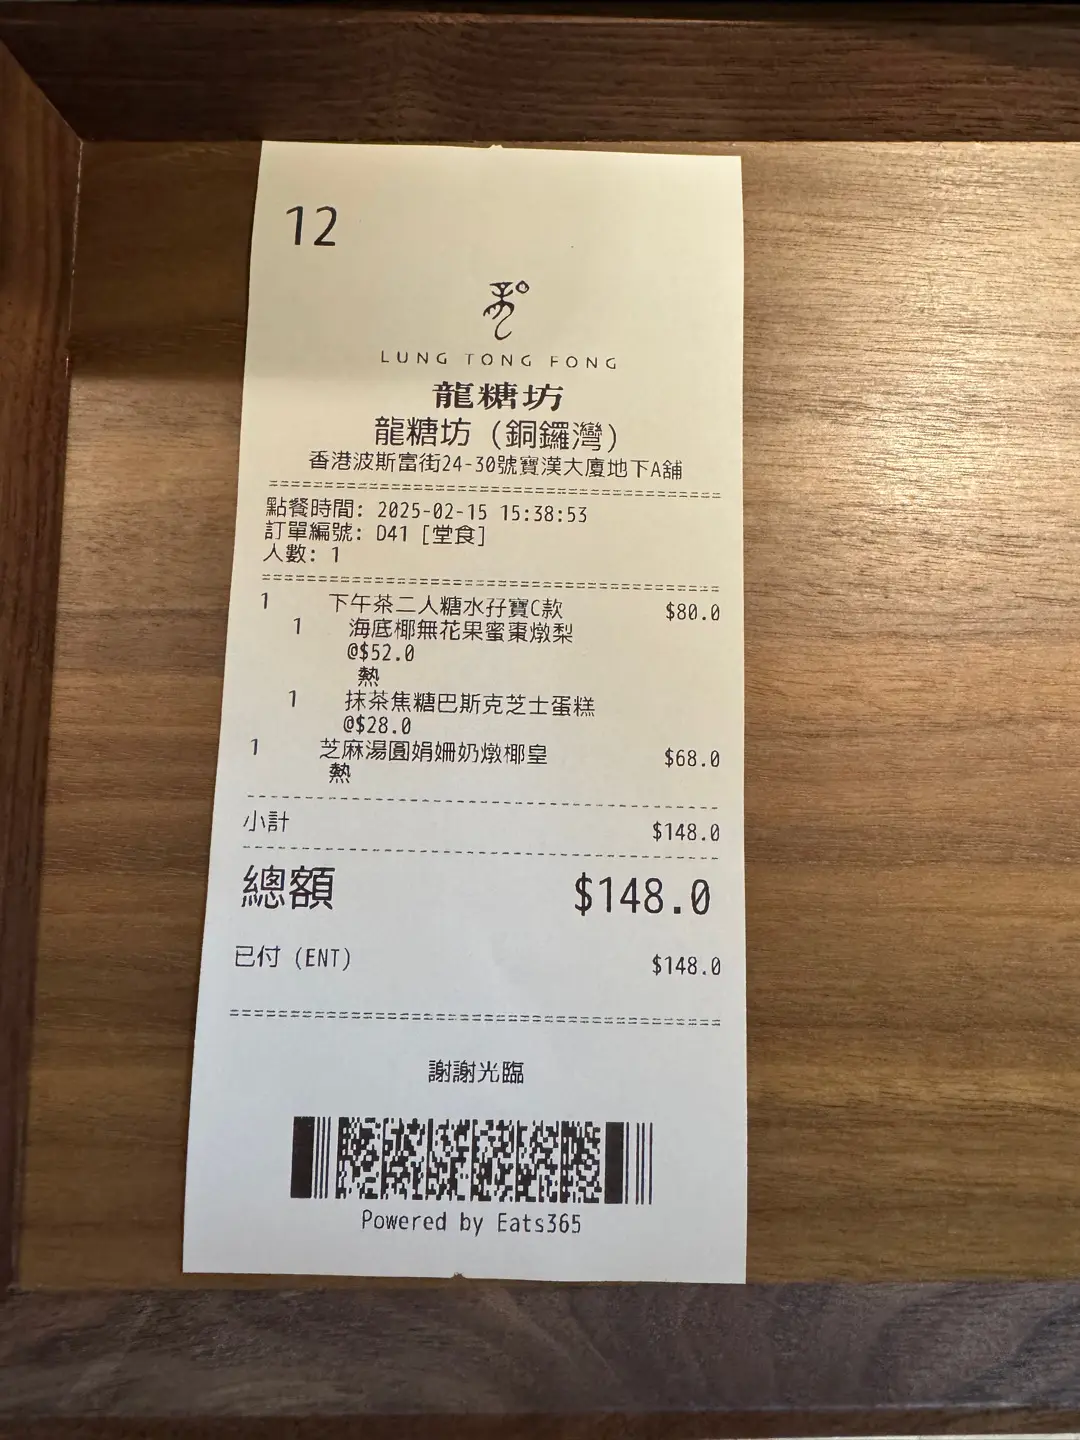 12
LUNG TONG FONG
龍糖坊
龍糖坊 (銅鑼灣)
香港波斯富街24-30號寶漢大廈地下A舖
點餐時間: 2025-02-15 15:38:53
訂單編號: D41 [堂食]
人數: 1
1 下午茶二人糖水孖寶C款 $80.0
1 海底椰無花果蜜棗燉梨
@$52.0
熱
1 抹茶焦糖巴斯克芝士蛋糕
@$28.0
1 芝麻湯圓娟姍奶燉椰皇 $68.0
熱
小計 $148.0
總額 $148.0
已付 (ENT) $148.0
謝謝光臨
Powered by Eats365